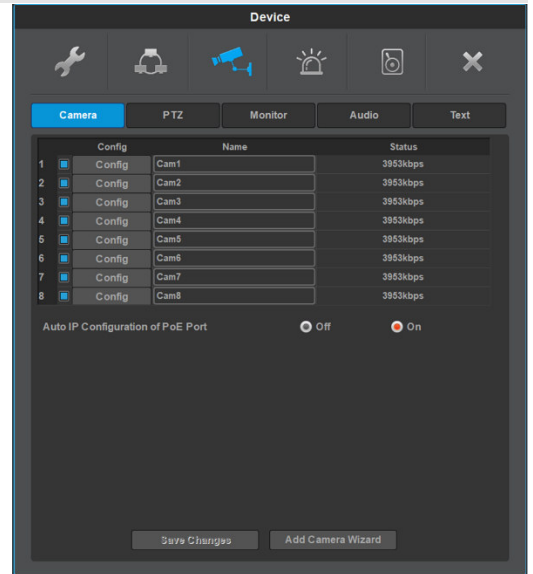 Device
Camera PTZ Monitor Audio Text
Config Name Status
1 Config Cam1 3953kbps
2 Config Cam2 3953kbps
3 Config Cam3 3953kbps
4 Config Cam4 3953kbps
5 Config Cam5 3953kbps
6 Config Cam6 3953kbps
7 Config Cam7 3953kbps
8 Config Cam8 3953kbps
Auto IP Configuration of PoE Port Off On
Save Changes Add Camera Wizard